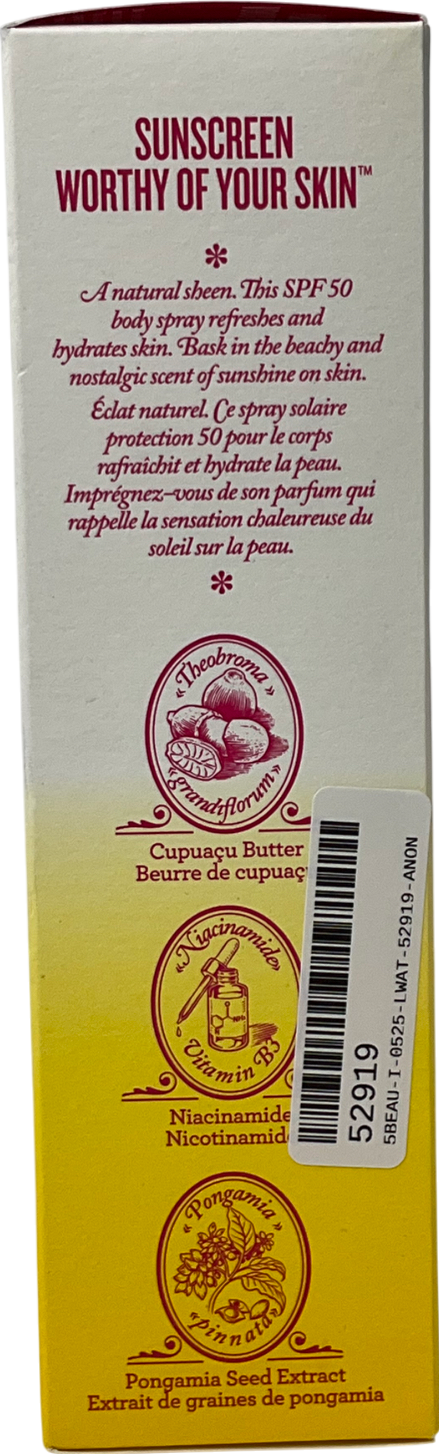 SUNSCREEN
WORTHY OF YOUR SKIN™
*
A natural sheen. This SPF 50
body spray refreshes and
hydrates skin. Bask in the beachy and
nostalgic scent of sunshine on skin.
Éclat naturel. Ce spray solaire
protection 50 pour le corps
rafraîchit et hydrate la peau.
Imprégnez-vous de son parfum qui
rappelle la sensation chaleureuse du
soleil sur la peau.
*
«Theobroma»
«grandiflorum»
Cupuaçu Butter
Beurre de cupuaç
«Niacinamide»
Vitamin B3
Niacinamide
Nicotinamid
«Pongamia»
«pinnata»
Pongamia Seed Extract
Extrait de graines de pongamia
52919
5BEAU-I-0525-LWAT-52919-ANON